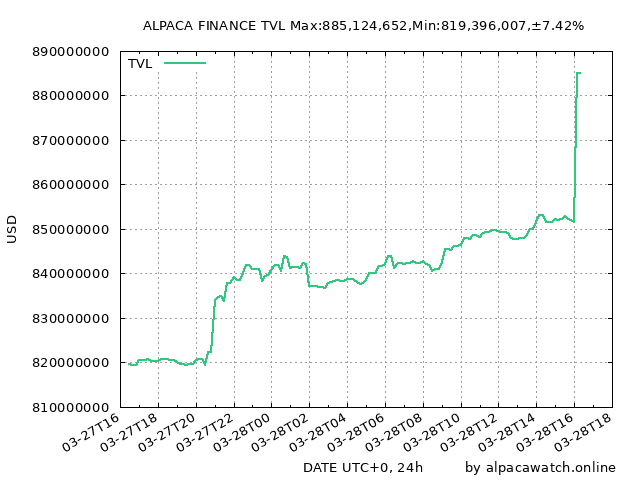 ALPACA FINANCE TVL Max:885,124,652,Min:819,396,007,±7.42%
TVL
890000000
880000000
870000000
860000000
850000000
840000000
830000000
820000000
810000000
USD
03-27T16
03-27T18
03-27T20
03-27T22
03-28T00
03-28T02
03-28T04
03-28T06
03-28T08
03-28T10
03-28T12
03-28T14
03-28T16
03-28T18
DATE UTC+0, 24h
by alpacawatch.online